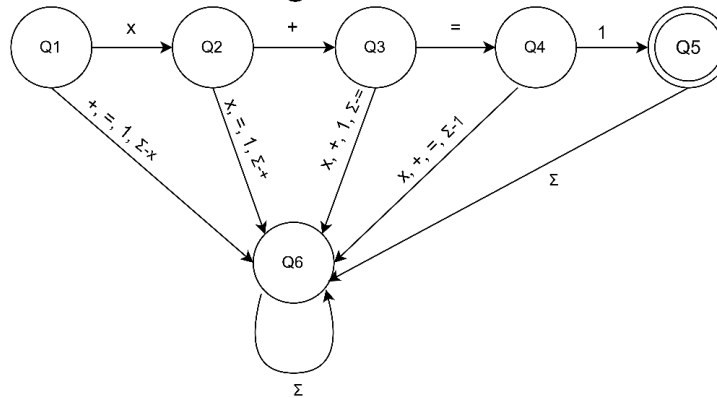 x
+
=
1
Q1
Q2
Q3
Q4
Q5
+, =, 1, Σ-x
x, =, 1, Σ-+
x, +, 1, Σ-=
x, +, =, Σ-1
Σ
Q6
Σ